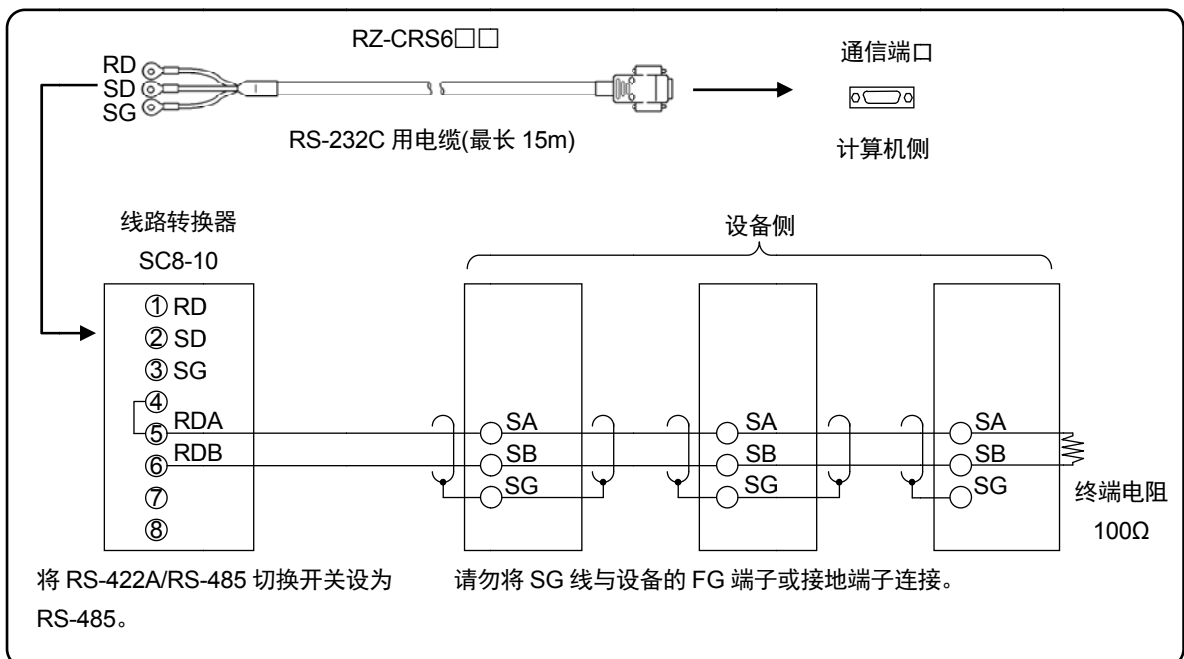 RZ-CRS6□□
通信端口
RD
SD
SG
RS-232C 用电缆(最长 15m)
计算机侧
线路转换器
SC8-10
设备侧
① RD
② SD
③ SG
④
⑤ RDA
⑥ RDB
⑦
⑧
SA
SB
SG
SA
SB
SG
SA
SB
SG
终端电阻
100Ω
将 RS-422A/RS-485 切换开关设为
RS-485。
请勿将 SG 线与设备的 FG 端子或接地端子连接。